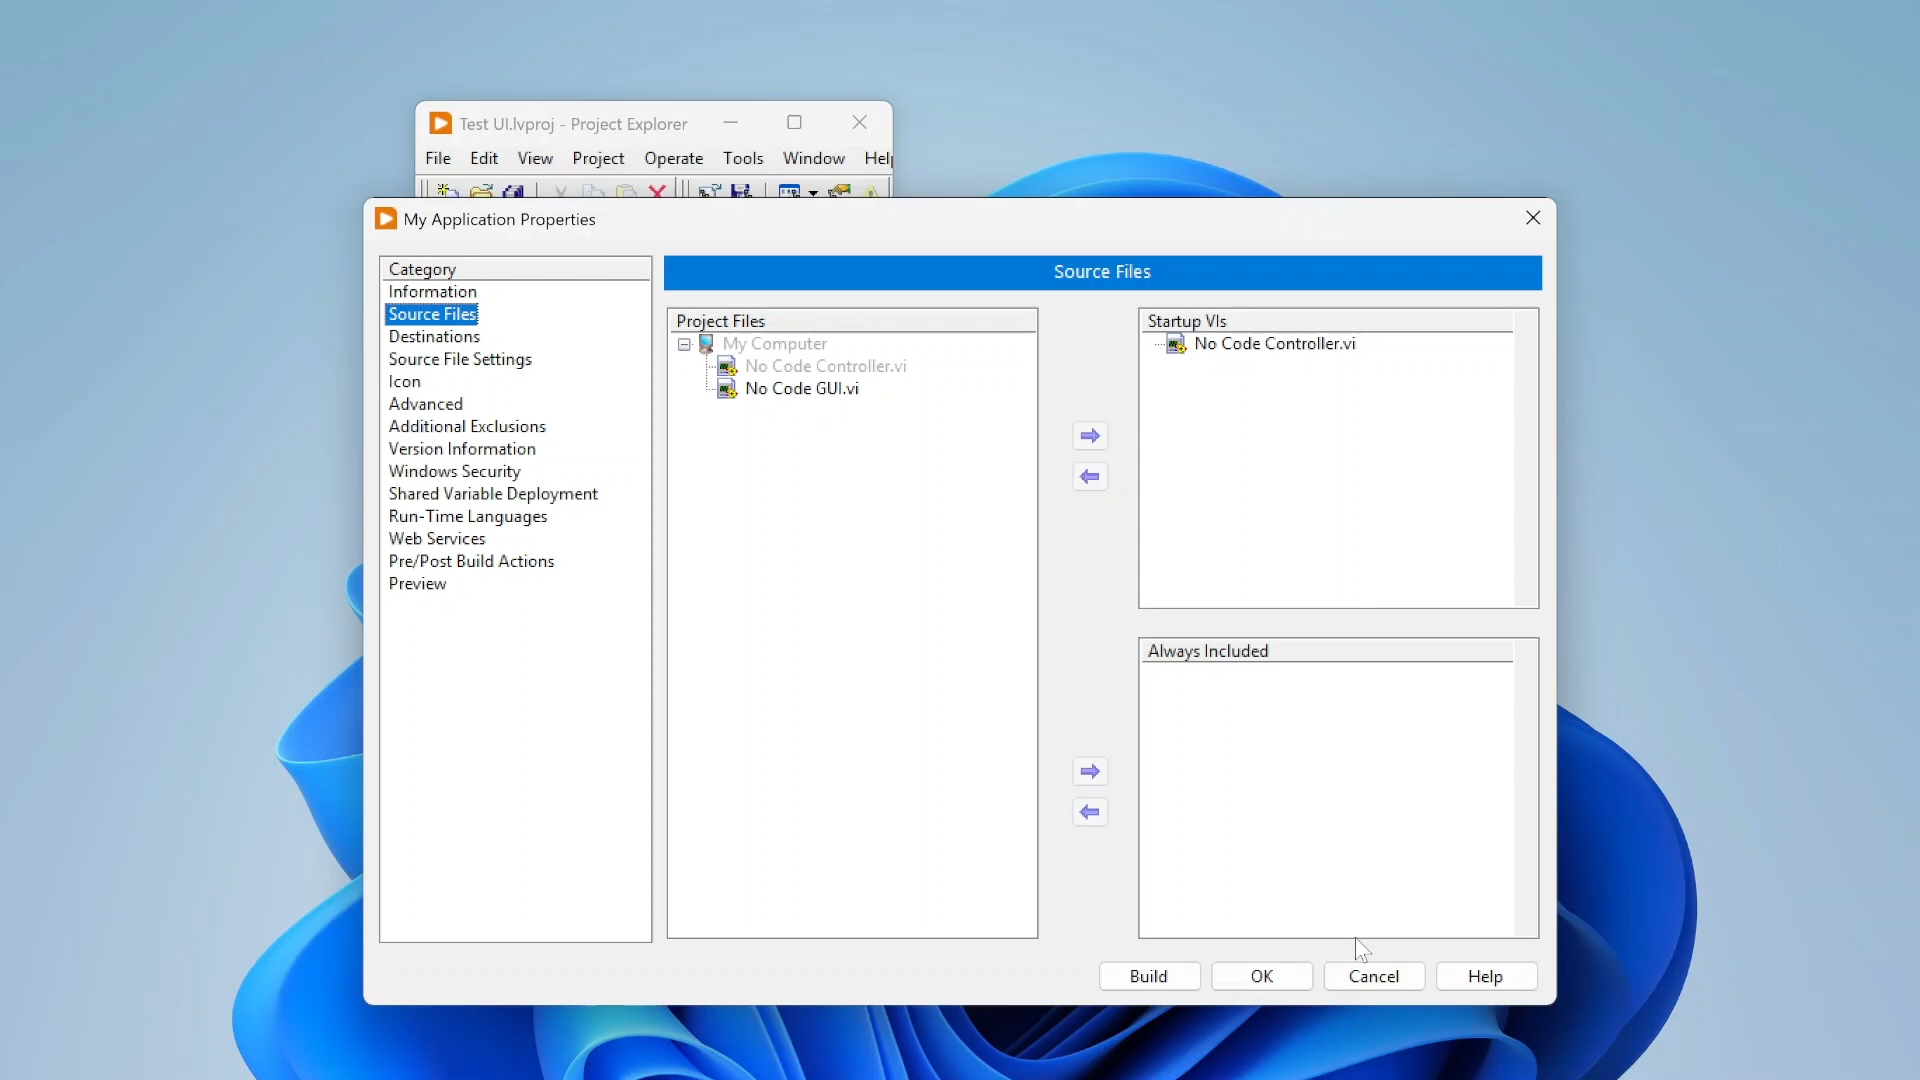 Test UI.lvproj - Project Explorer
File Edit View Project Operate Tools Window Help
My Application Properties
Category
Information
Source Files
Destinations
Source File Settings
Icon
Advanced
Additional Exclusions
Version Information
Windows Security
Shared Variable Deployment
Run-Time Languages
Web Services
Pre/Post Build Actions
Preview
Source Files
Project Files
My Computer
No Code Controller.vi
No Code GUI.vi
Startup VIs
No Code Controller.vi
Always Included
Build OK Cancel Help